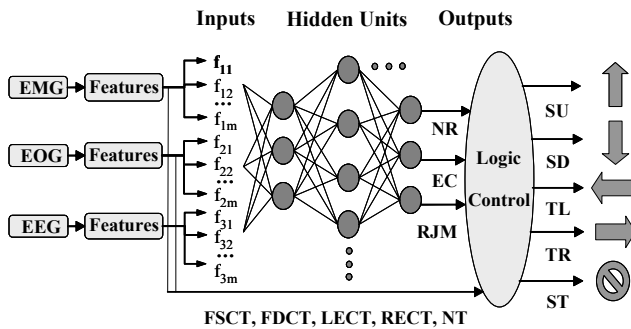 Inputs Hidden Units Outputs
EMG Features
EOG Features
EEG Features
f11
f12
...
f1m
f21
f22
...
f2m
f31
f32
...
f3m
NR
EC
RJM
Logic
Control
SU
SD
TL
TR
ST
FSCT, FDCT, LECT, RECT, NT